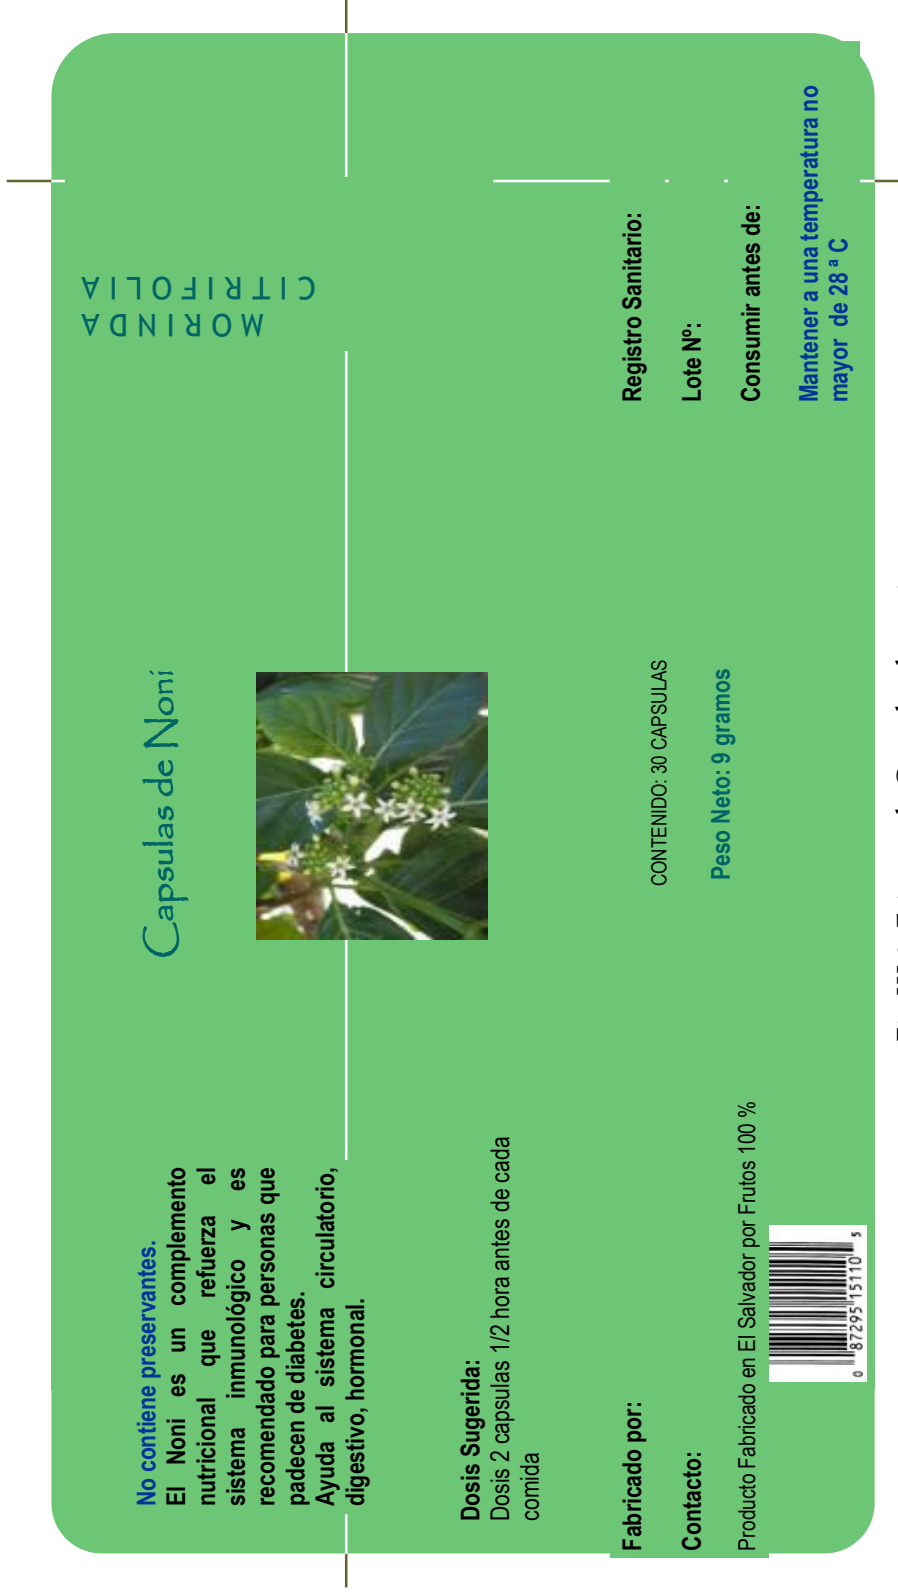 No contiene preservantes.
El Noni es un complemento
nutricional que refuerza el
sistema inmunológico y es
recomendado para personas que
padecen de diabetes.
Ayuda al sistema circulatorio,
digestivo, hormonal.
Dosis Sugerida:
Dosis 2 capsulas 1/2 hora antes de cada
comida
Fabricado por:
Contacto:
Producto Fabricado en El Salvador por Frutos 100 %
0 87295 15110 5
Capsulas de Noni
CONTENIDO: 30 CAPSULAS
Peso Neto: 9 gramos
MORINDA
CITRIFOLIA
Registro Sanitario:
Lote Nº:
Consumir antes de:
Mantener a una temperatura no
mayor de 28 ª C